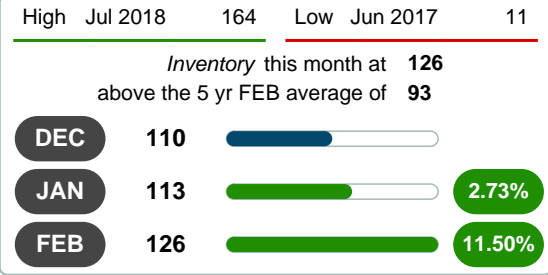 High Jul 2018 164 Low Jun 2017 11
Inventory this month at 126
above the 5 yr FEB average of 93
DEC 110
JAN 113 2.73%
FEB 126 11.50%